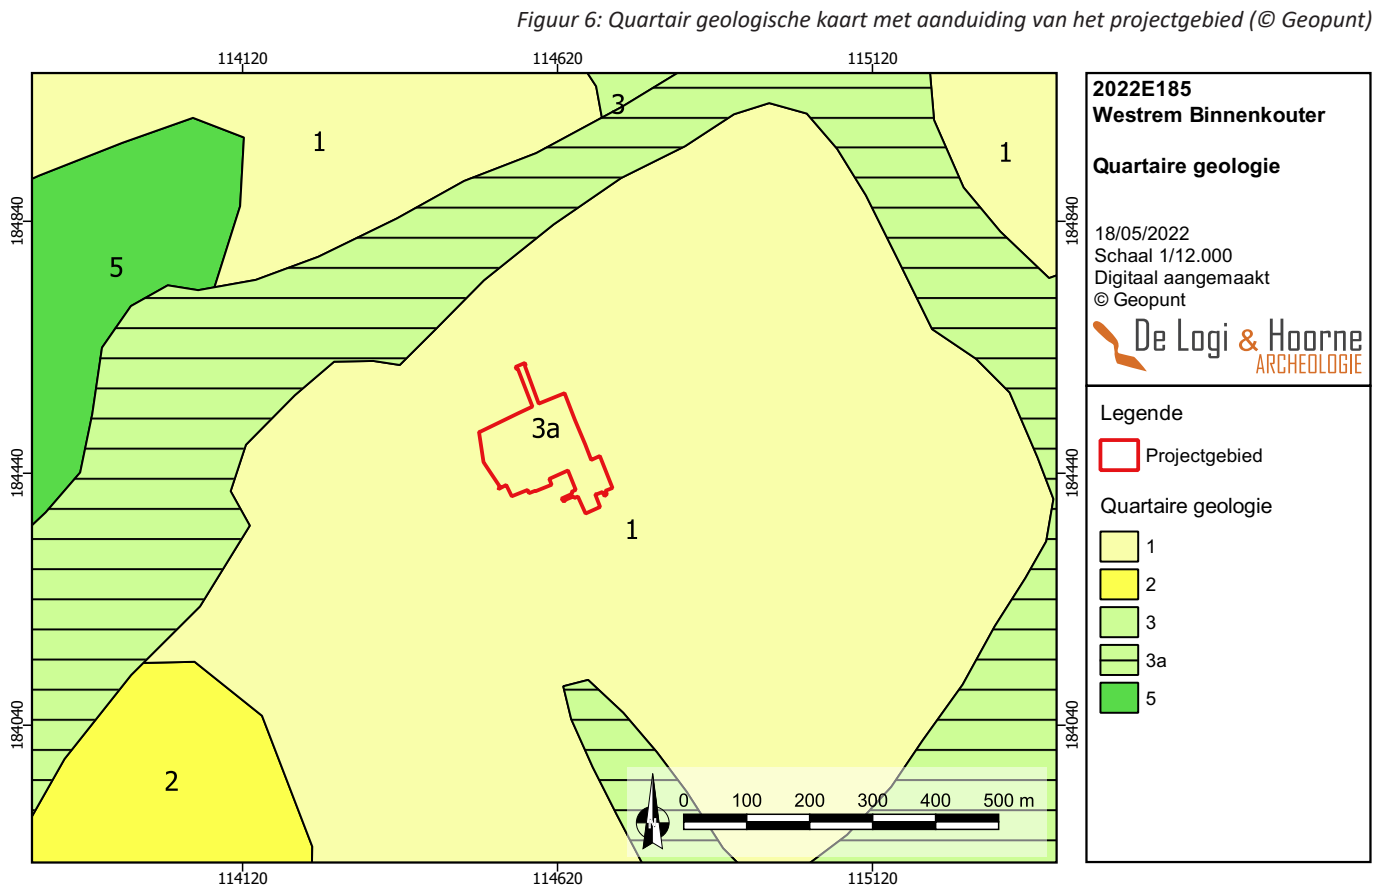 Figuur 6: Quartair geologische kaart met aanduiding van het projectgebied (© Geopunt)
114120 114620 115120
3
1
1
184840
184840
5
3a
184440
184440
1
184040
184040
2
0 100 200 300 400 500 m
N
114120 114620 115120
2022E185
Westrem Binnenkouter
Quartaire geologie
18/05/2022
Schaal 1/12.000
Digitaal aangemaakt
© Geopunt
De Logi & Hoorne
ARCHEOLOGIE
Legende
Projectgebied
Quartaire geologie
1
2
3
3a
5